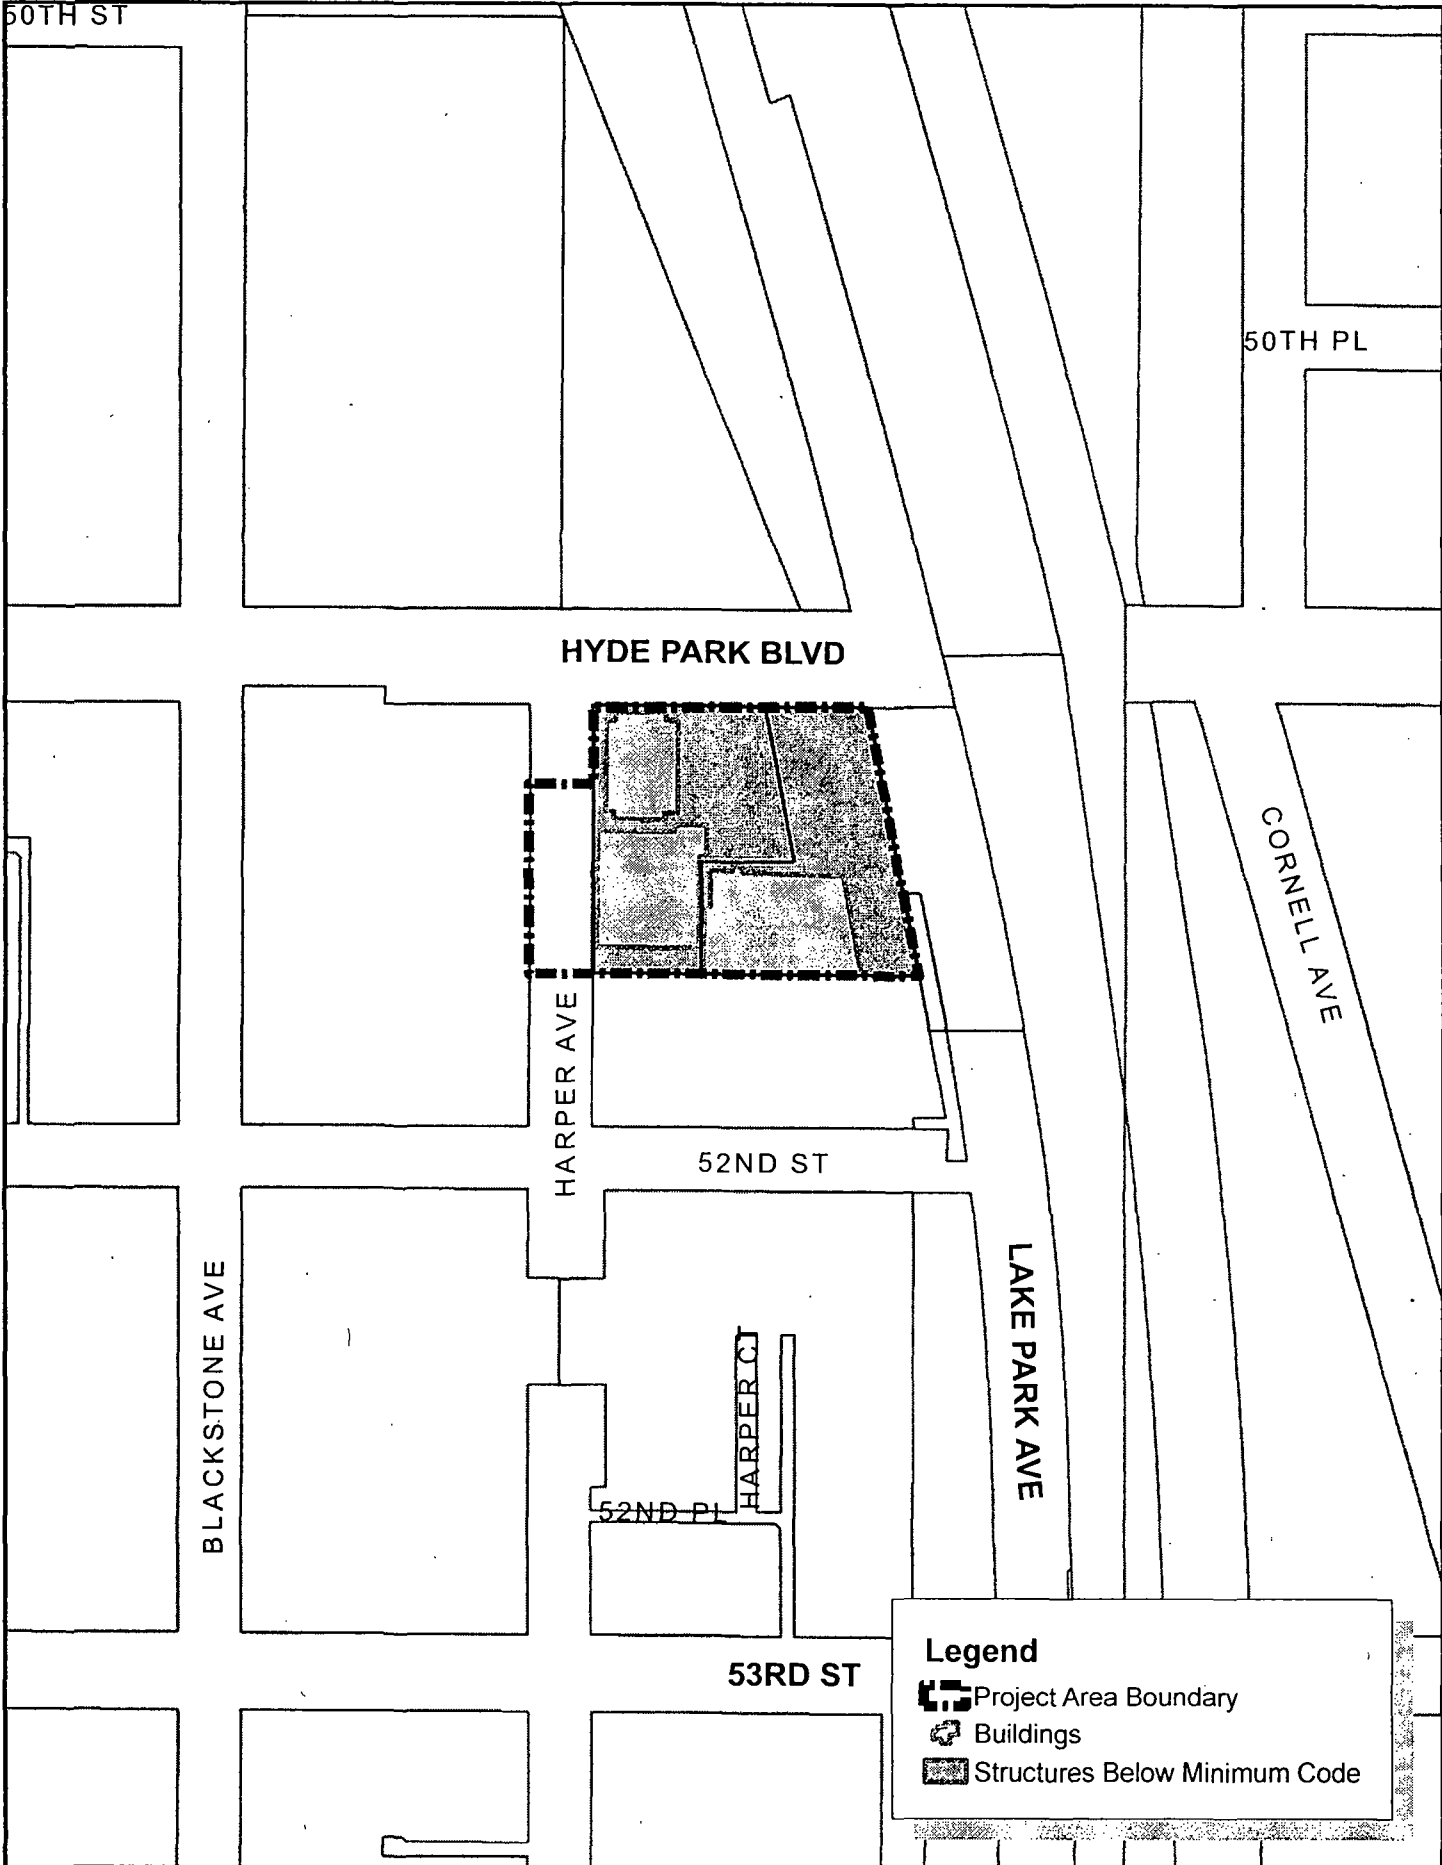 50TH ST
50TH PL
HYDE PARK BLVD
CORNELL AVE
HARPER AVE
52ND ST
LAKE PARK AVE
BLACKSTONE AVE
HARPER CT
52ND PL
53RD ST
Legend
Project Area Boundary
Buildings
Structures Below Minimum Code